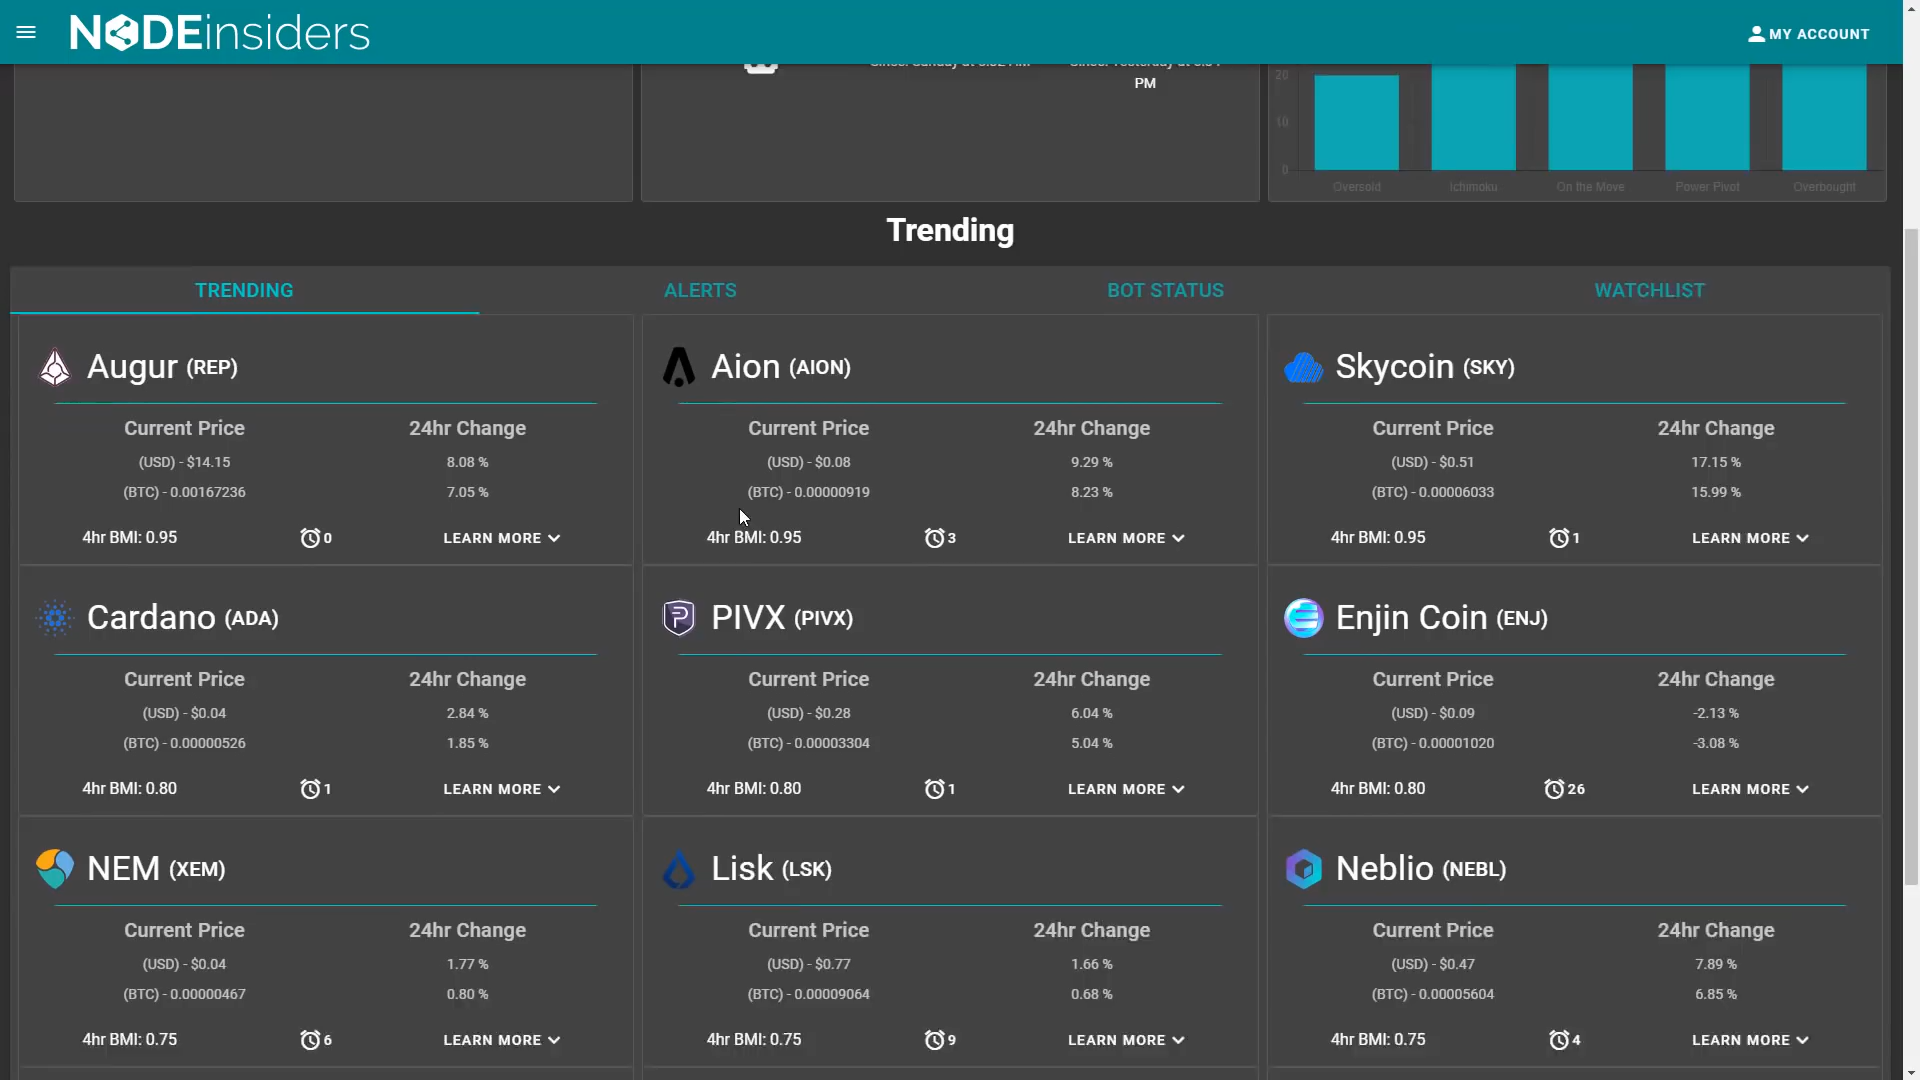 NODEinsiders
MY ACCOUNT
PM
20
10
0
Oversold
Ichimoku
On the Move
Power Pivot
Overbought
Trending
TRENDING
ALERTS
BOT STATUS
WATCHLIST
Augur (REP)
Current Price
24hr Change
(USD) - $14.15
8.08 %
(BTC) - 0.00167236
7.05 %
4hr BMI: 0.95
0
LEARN MORE
Aion (AION)
Current Price
24hr Change
(USD) - $0.08
9.29 %
(BTC) - 0.00000919
8.23 %
4hr BMI: 0.95
3
LEARN MORE
Skycoin (SKY)
Current Price
24hr Change
(USD) - $0.51
17.15 %
(BTC) - 0.00006033
15.99 %
4hr BMI: 0.95
1
LEARN MORE
Cardano (ADA)
Current Price
24hr Change
(USD) - $0.04
2.84 %
(BTC) - 0.00000526
1.85 %
4hr BMI: 0.80
1
LEARN MORE
PIVX (PIVX)
Current Price
24hr Change
(USD) - $0.28
6.04 %
(BTC) - 0.00003304
5.04 %
4hr BMI: 0.80
1
LEARN MORE
Enjin Coin (ENJ)
Current Price
24hr Change
(USD) - $0.09
-2.13 %
(BTC) - 0.00001020
-3.08 %
4hr BMI: 0.80
26
LEARN MORE
NEM (XEM)
Current Price
24hr Change
(USD) - $0.04
1.77 %
(BTC) - 0.00000467
0.80 %
4hr BMI: 0.75
6
LEARN MORE
Lisk (LSK)
Current Price
24hr Change
(USD) - $0.77
1.66 %
(BTC) - 0.00009064
0.68 %
4hr BMI: 0.75
9
LEARN MORE
Neblio (NEBL)
Current Price
24hr Change
(USD) - $0.47
7.89 %
(BTC) - 0.00005604
6.85 %
4hr BMI: 0.75
4
LEARN MORE